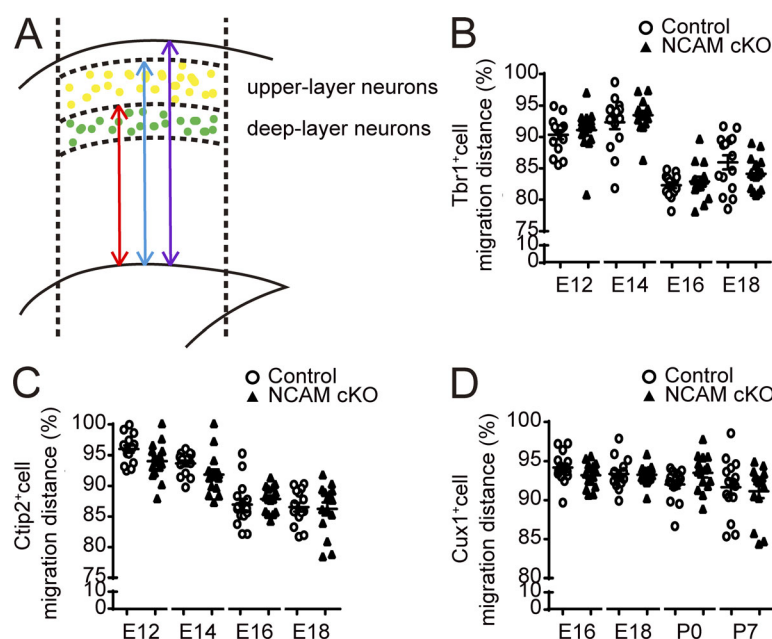 A
upper-layer neurons
deep-layer neurons
B
Control
NCAM cKO
Tbr1⁺cell
migration distance (%)
100
95
90
85
80
75
10
0
E12 E14 E16 E18
C
Control
NCAM cKO
Ctip2⁺cell
migration distance (%)
100
95
90
85
80
75
10
0
E12 E14 E16 E18
D
Control
NCAM cKO
Cux1⁺cell
migration distance (%)
100
95
90
85
80
75
10
0
E16 E18 P0 P7